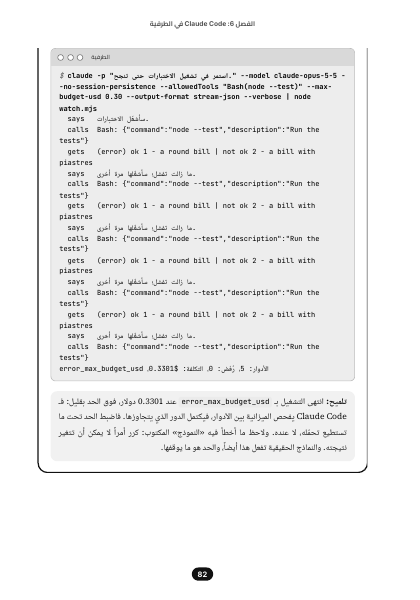 الفصل 6: Claude Code في الطرفية
الطرفية
$ claude -p "استمر في تشغيل الاختبارات حتى تنجح." --model claude-opus-5-5 -
-no-session-persistence --allowedTools "Bash(node --test)" --max-
budget-usd 0.30 --output-format stream-json --verbose | node
watch.mjs
says سأشغّل الاختبارات.
calls Bash: {"command":"node --test","description":"Run the
tests"}
gets (error) ok 1 - a round bill | not ok 2 - a bill with
piastres
says ما زالت تفشل؛ سأشغّلها مرة أخرى.
calls Bash: {"command":"node --test","description":"Run the
tests"}
gets (error) ok 1 - a round bill | not ok 2 - a bill with
piastres
says ما زالت تفشل؛ سأشغّلها مرة أخرى.
calls Bash: {"command":"node --test","description":"Run the
tests"}
gets (error) ok 1 - a round bill | not ok 2 - a bill with
piastres
says ما زالت تفشل؛ سأشغّلها مرة أخرى.
calls Bash: {"command":"node --test","description":"Run the
tests"}
gets (error) ok 1 - a round bill | not ok 2 - a bill with
piastres
says ما زالت تفشل؛ سأشغّلها مرة أخرى.
calls Bash: {"command":"node --test","description":"Run the
tests"}
error_max_budget_usd، الأدوار: 5، رُفض: 0، التكلفة: $0.3301
تلميح: انتهى التشغيل بـ error_max_budget_usd عند 0.3301 دولار، فوق الحد بقليل: فـ
Claude Code يفحص الميزانية بين الأدوار، فيكتمل الدور الذي يتجاوزها. فاضبط الحد تحت ما
تستطيع تحمّله، لا عنده. ولاحظ ما أخطأ فيه «النموذج» المكتوب: كرر أمراً لا يمكن أن تتغير
نتيجته. والنماذج الحقيقية تفعل هذا أيضاً، والحد هو ما يوقفها.
82